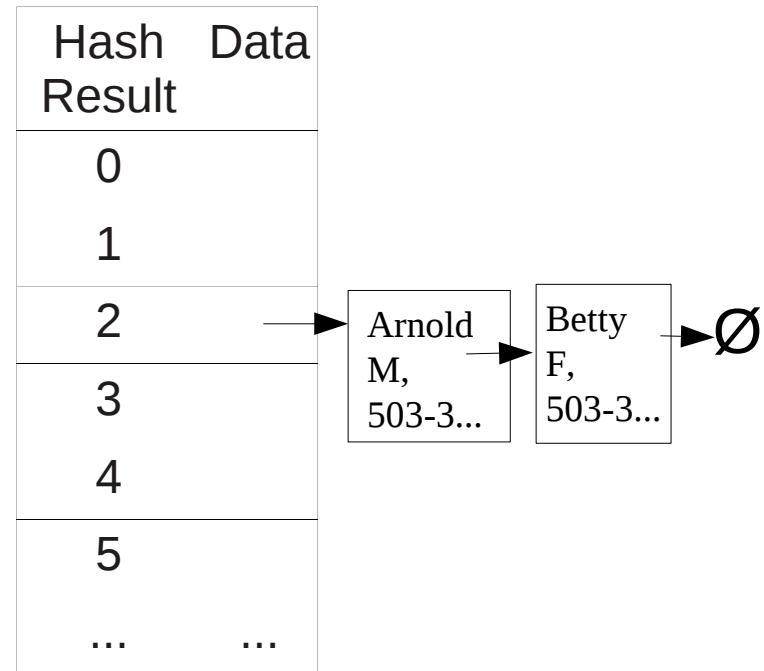 Hash Data
Result
0
1
2
Arnold
M,
503-3...
Betty
F,
503-3...
Ø
3
4
5
... ...